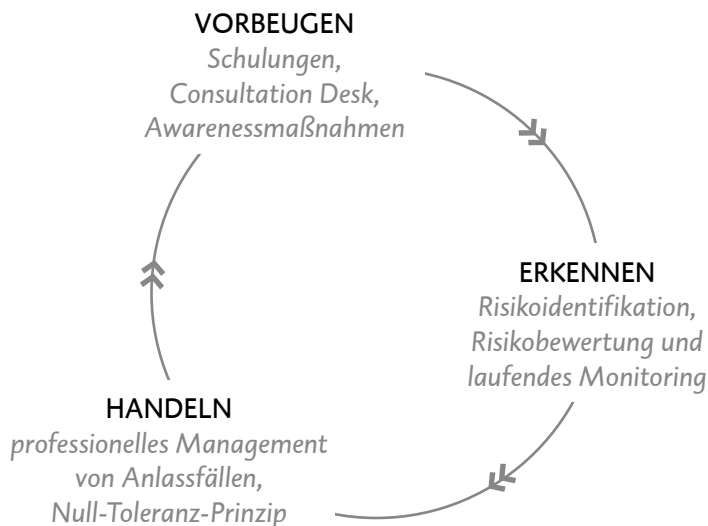 VORBEUGEN
Schulungen,
Consultation Desk,
Awarenessmaßnahmen
ERKENNEN
Risikoidentifikation,
Risikobewertung und
laufendes Monitoring
HANDELN
professionelles Management
von Anlassfällen,
Null-Toleranz-Prinzip